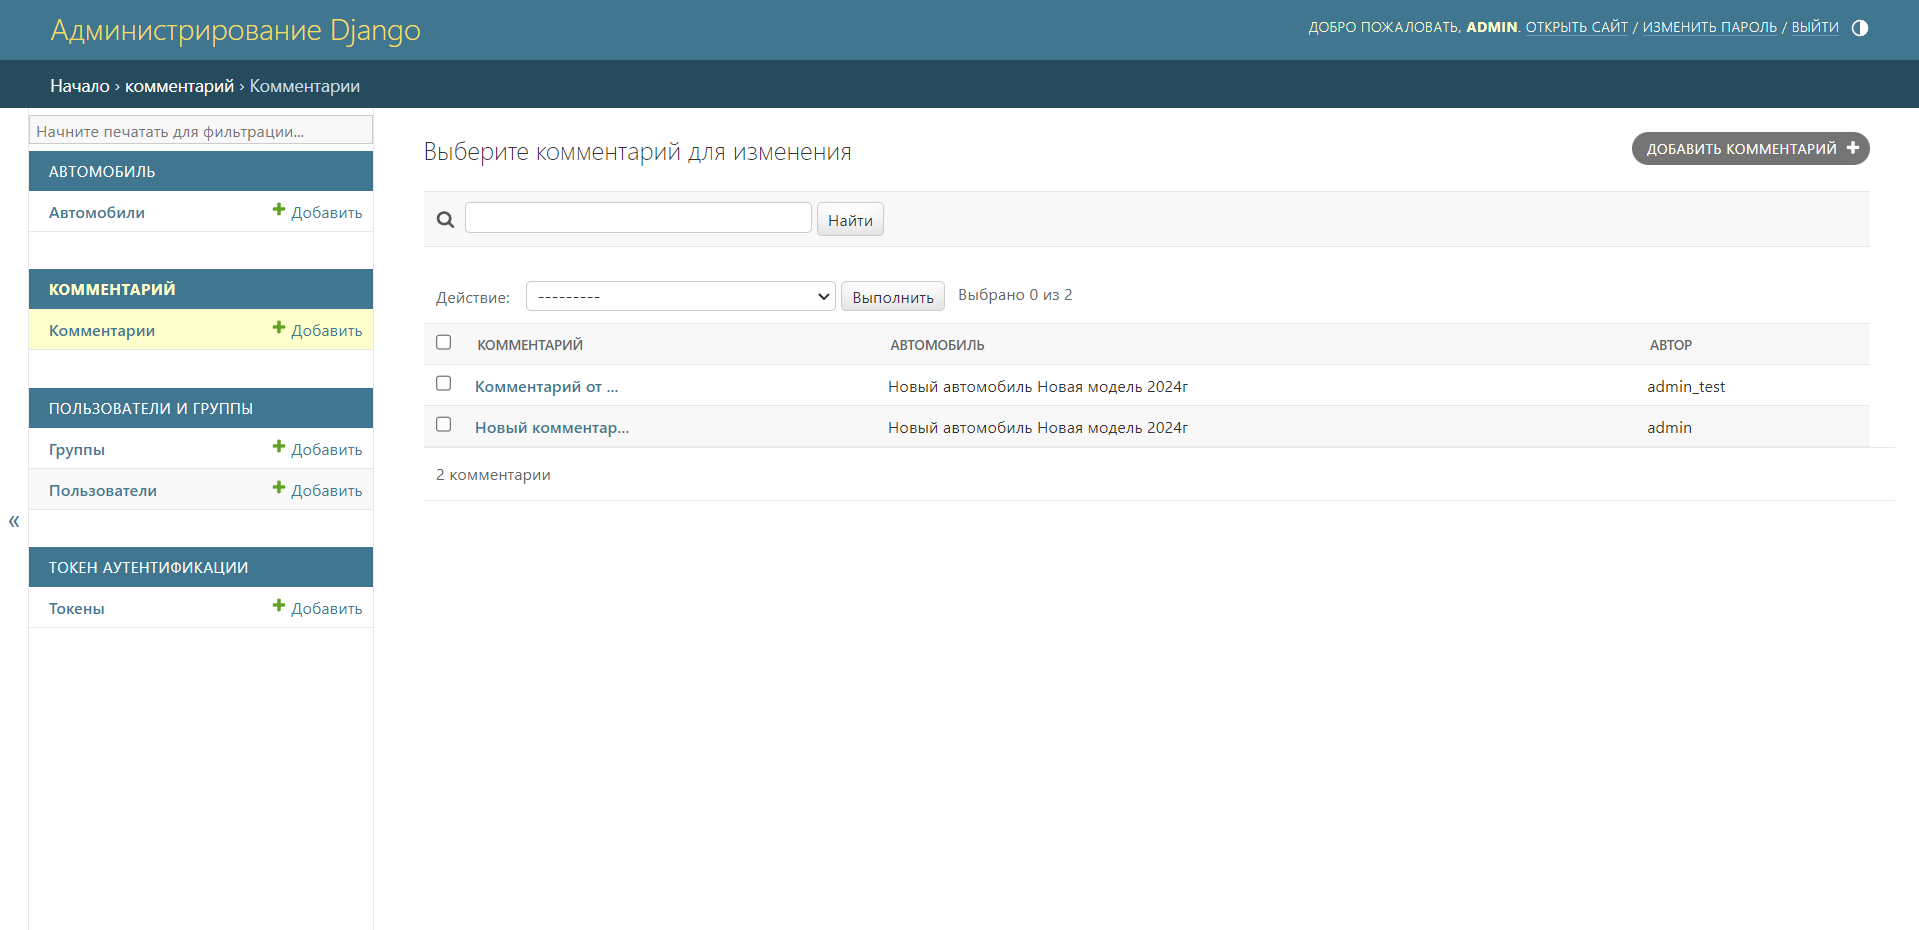 Администрирование Django
ДОБРО ПОЖАЛОВАТЬ, ADMIN. ОТКРЫТЬ САЙТ / ИЗМЕНИТЬ ПАРОЛЬ / ВЫЙТИ
Начало › комментарий › Комментарии
Начните печатать для фильтрации...
АВТОМОБИЛЬ
Автомобили Добавить
КОММЕНТАРИЙ
Комментарии Добавить
ПОЛЬЗОВАТЕЛИ И ГРУППЫ
Группы Добавить
Пользователи Добавить
ТОКЕН АУТЕНТИФИКАЦИИ
Токены Добавить
«
Выберите комментарий для изменения
ДОБАВИТЬ КОММЕНТАРИЙ
Найти
Действие: --------- Выполнить Выбрано 0 из 2
КОММЕНТАРИЙ АВТОМОБИЛЬ АВТОР
Комментарий от ... Новый автомобиль Новая модель 2024г admin_test
Новый комментар... Новый автомобиль Новая модель 2024г admin
2 комментарии